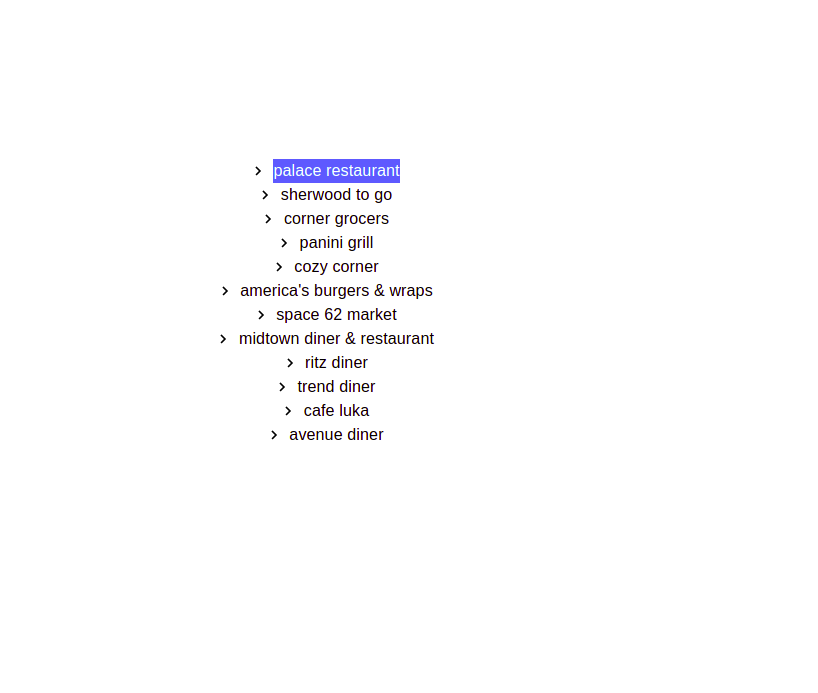 palace restaurant
sherwood to go
corner grocers
panini grill
cozy corner
america's burgers & wraps
space 62 market
midtown diner & restaurant
ritz diner
trend diner
cafe luka
avenue diner